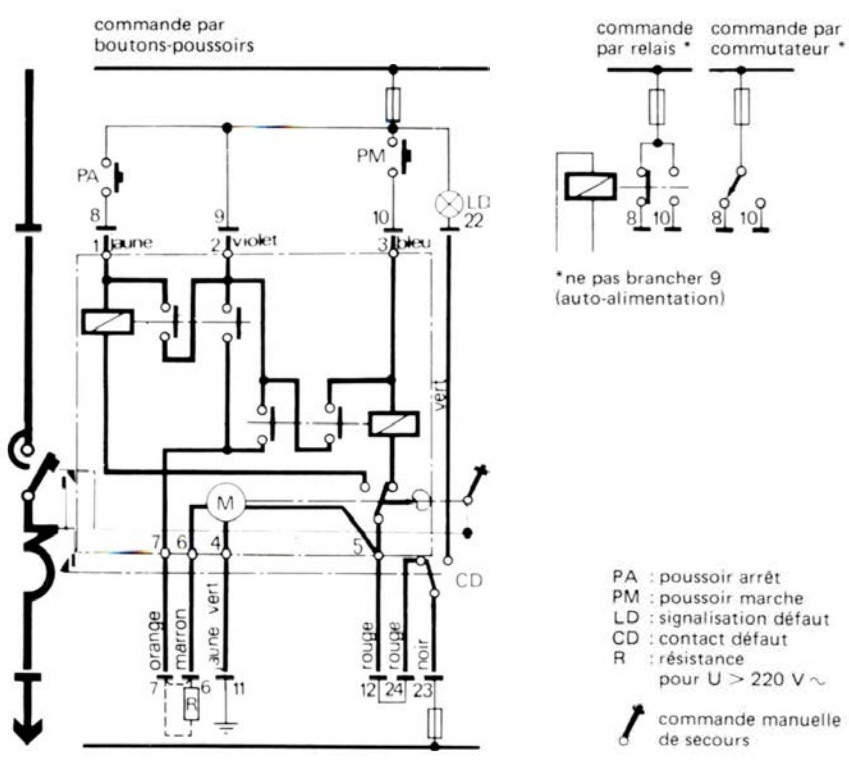 commande par
boutons-poussoirs
commande
par relais *
commande par
commutateur *
PA
PM
LD
22
8
9
10
1 jaune
2 violet
3 bleu
8 10
8 10
*ne pas brancher 9
(auto-alimentation)
vert
M
7 6 4 5
CD
orange
marron
jaune vert
rouge
rouge
noir
7 6 11 12 24 23
R
PA : poussoir arrêt
PM : poussoir marche
LD : signalisation défaut
CD : contact défaut
R : résistance
pour U > 220 V ~
commande manuelle
de secours